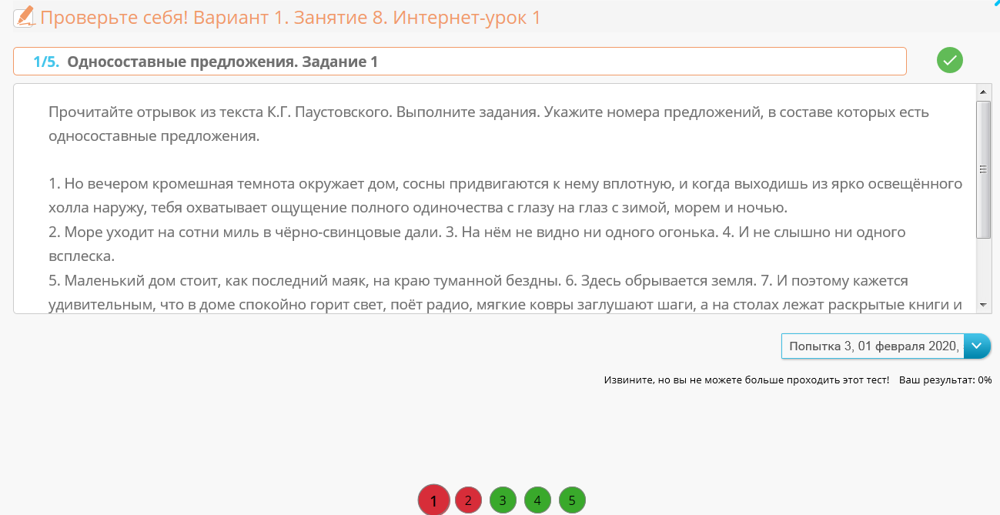 Проверьте себя! Вариант 1. Занятие 8. Интернет-урок 1
1/5. Односоставные предложения. Задание 1
Прочитайте отрывок из текста К.Г. Паустовского. Выполните задания. Укажите номера предложений, в составе которых есть
односоставные предложения.
1. Но вечером кромешная темнота окружает дом, сосны придвигаются к нему вплотную, и когда выходишь из ярко освещённого
холла наружу, тебя охватывает ощущение полного одиночества с глазу на глаз с зимой, морем и ночью.
2. Море уходит на сотни миль в чёрно-свинцовые дали. 3. На нём не видно ни одного огонька. 4. И не слышно ни одного
всплеска.
5. Маленький дом стоит, как последний маяк, на краю туманной бездны. 6. Здесь обрывается земля. 7. И поэтому кажется
удивительным, что в доме спокойно горит свет, поёт радио, мягкие ковры заглушают шаги, а на столах лежат раскрытые книги и
Попытка 3, 01 февраля 2020,
Извините, но вы не можете больше проходить этот тест! Ваш результат: 0%
1 2 3 4 5